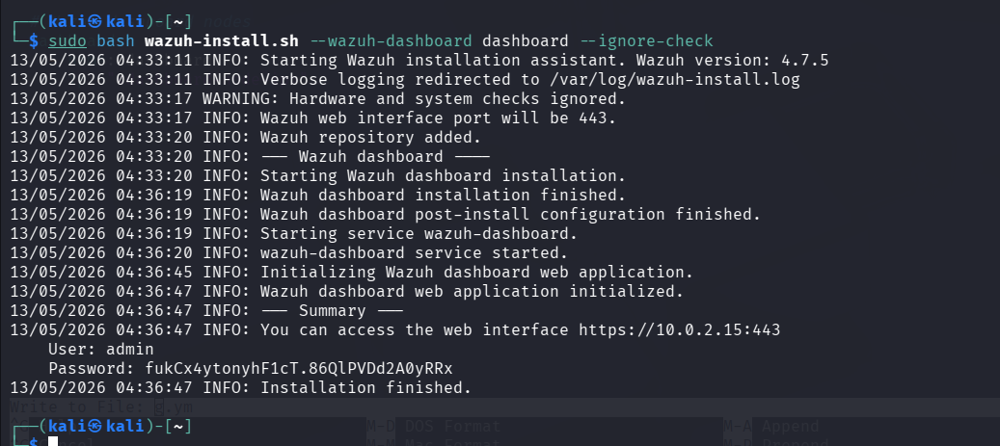 ┌──(kali㉿kali)-[~]
└─$ sudo bash wazuh-install.sh --wazuh-dashboard dashboard --ignore-check
13/05/2026 04:33:11 INFO: Starting Wazuh installation assistant. Wazuh version: 4.7.5
13/05/2026 04:33:11 INFO: Verbose logging redirected to /var/log/wazuh-install.log
13/05/2026 04:33:17 WARNING: Hardware and system checks ignored.
13/05/2026 04:33:17 INFO: Wazuh web interface port will be 443.
13/05/2026 04:33:20 INFO: Wazuh repository added.
13/05/2026 04:33:20 INFO: --- Wazuh dashboard ----
13/05/2026 04:33:20 INFO: Starting Wazuh dashboard installation.
13/05/2026 04:36:19 INFO: Wazuh dashboard installation finished.
13/05/2026 04:36:19 INFO: Wazuh dashboard post-install configuration finished.
13/05/2026 04:36:19 INFO: Starting service wazuh-dashboard.
13/05/2026 04:36:20 INFO: wazuh-dashboard service started.
13/05/2026 04:36:45 INFO: Initializing Wazuh dashboard web application.
13/05/2026 04:36:47 INFO: Wazuh dashboard web application initialized.
13/05/2026 04:36:47 INFO: --- Summary ---
13/05/2026 04:36:47 INFO: You can access the web interface https://10.0.2.15:443
User: admin
Password: fukCx4ytonyhF1cT.86QlPVDd2A0yRRx
13/05/2026 04:36:47 INFO: Installation finished.
Write to File: g.ym
┌──(kali㉿kali)-[~]
M-D DOS Format M-A Append
└─$
M-M Mac Format M-P Prepend